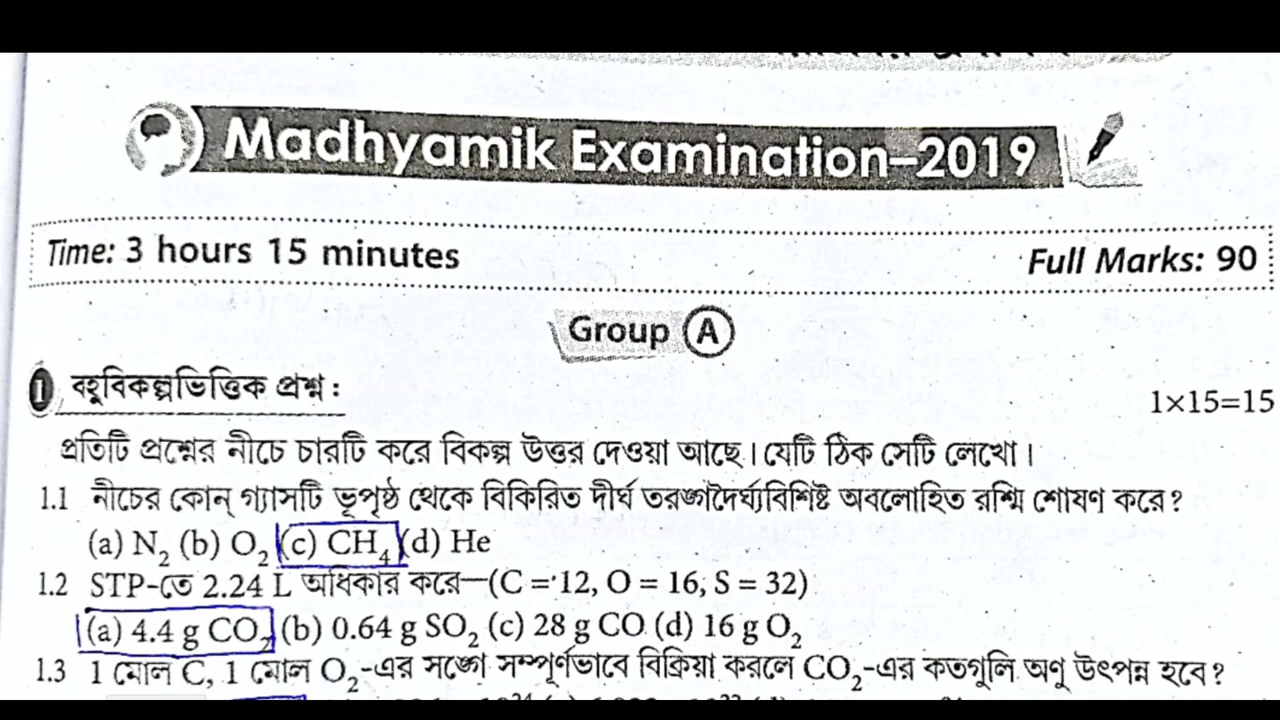 Madhyamik Examination–2019
Time: 3 hours 15 minutes Full Marks: 90
Group A
1 বহুবিকল্পভিত্তিক প্রশ্ন : 1×15=15
প্রতিটি প্রশ্নের নীচে চারটি করে বিকল্প উত্তর দেওয়া আছে। যেটি ঠিক সেটি লেখো।
1.1 নীচের কোন্ গ্যাসটি ভূপৃষ্ঠ থেকে বিকিরিত দীর্ঘ তরঙ্গদৈর্ঘ্যবিশিষ্ট অবলোহিত রশ্মি শোষণ করে?
(a) N₂ (b) O₂ (c) CH₄ (d) He
1.2 STP-তে 2.24 L অধিকার করে—(C = 12, O = 16, S = 32)
(a) 4.4 g CO₂ (b) 0.64 g SO₂ (c) 28 g CO (d) 16 g O₂
1.3 1 মোল C, 1 মোল O₂-এর সঙ্গে সম্পূর্ণভাবে বিক্রিয়া করলে CO₂-এর কতগুলি অণু উৎপন্ন হবে?